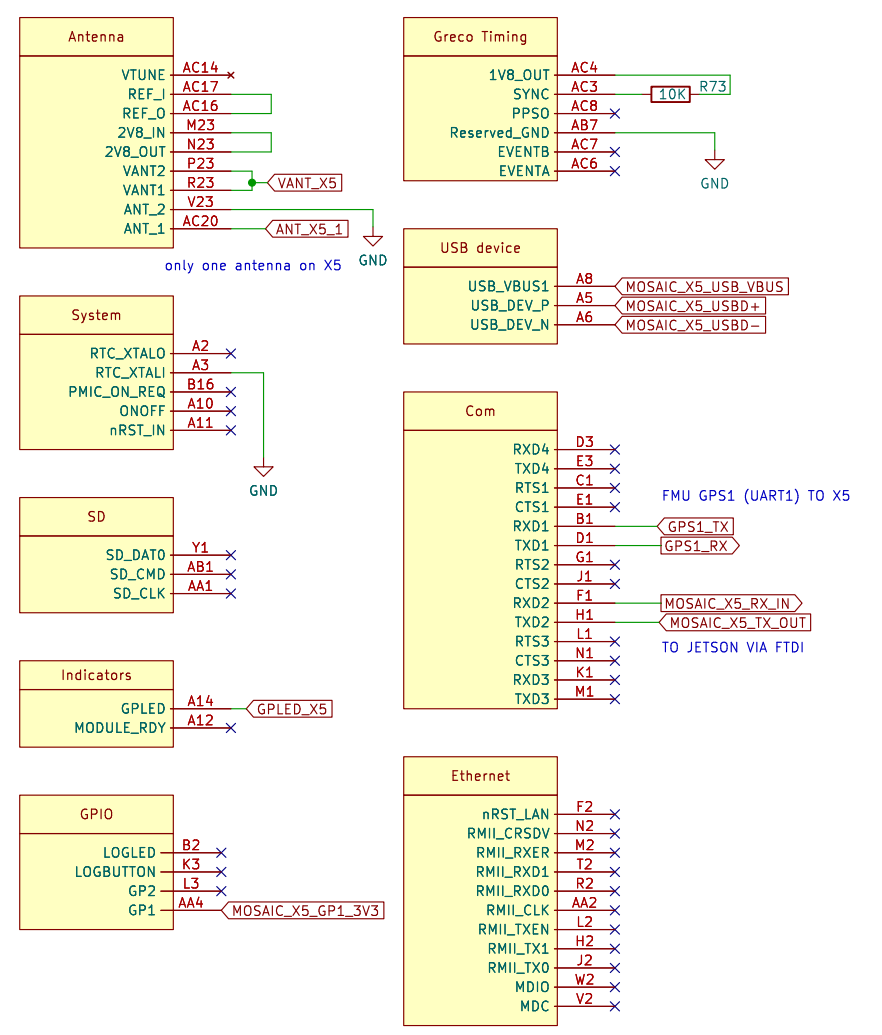 Antenna
VTUNE AC14
REF_I AC17
REF_O AC16
2V8_IN M23
2V8_OUT N23
VANT2 P23
VANT1 R23
VANT_X5
ANT_2 V23
ANT_1 AC20
ANT_X5_1
GND
only one antenna on X5
System
RTC_XTALO A2
RTC_XTALI A3
PMIC_ON_REQ B16
ONOFF A10
nRST_IN A11
GND
SD
SD_DAT0 Y1
SD_CMD AB1
SD_CLK AA1
Indicators
GPLED A14 GPLED_X5
MODULE_RDY A12
GPIO
LOGLED B2
LOGBUTTON K3
GP2 L3
GP1 AA4 MOSAIC_X5_GP1_3V3
Greco Timing
1V8_OUT AC4
SYNC AC3 10K R73
PPSO AC8
Reserved_GND AB7
EVENTB AC7
EVENTA AC6
GND
USB device
USB_VBUS1 A8 MOSAIC_X5_USB_VBUS
USB_DEV_P A5 MOSAIC_X5_USBD+
USB_DEV_N A6 MOSAIC_X5_USBD-
Com
RXD4 D3
TXD4 E3
RTS1 C1
CTS1 E1
FMU GPS1 (UART1) TO X5
RXD1 B1 GPS1_TX
TXD1 D1 GPS1_RX
RTS2 G1
CTS2 J1
RXD2 F1 MOSAIC_X5_RX_IN
TXD2 H1 MOSAIC_X5_TX_OUT
RTS3 L1
TO JETSON VIA FTDI
CTS3 N1
RXD3 K1
TXD3 M1
Ethernet
nRST_LAN F2
RMII_CRSDV N2
RMII_RXER M2
RMII_RXD1 T2
RMII_RXD0 R2
RMII_CLK AA2
RMII_TXEN L2
RMII_TX1 H2
RMII_TX0 J2
MDIO W2
MDC V2